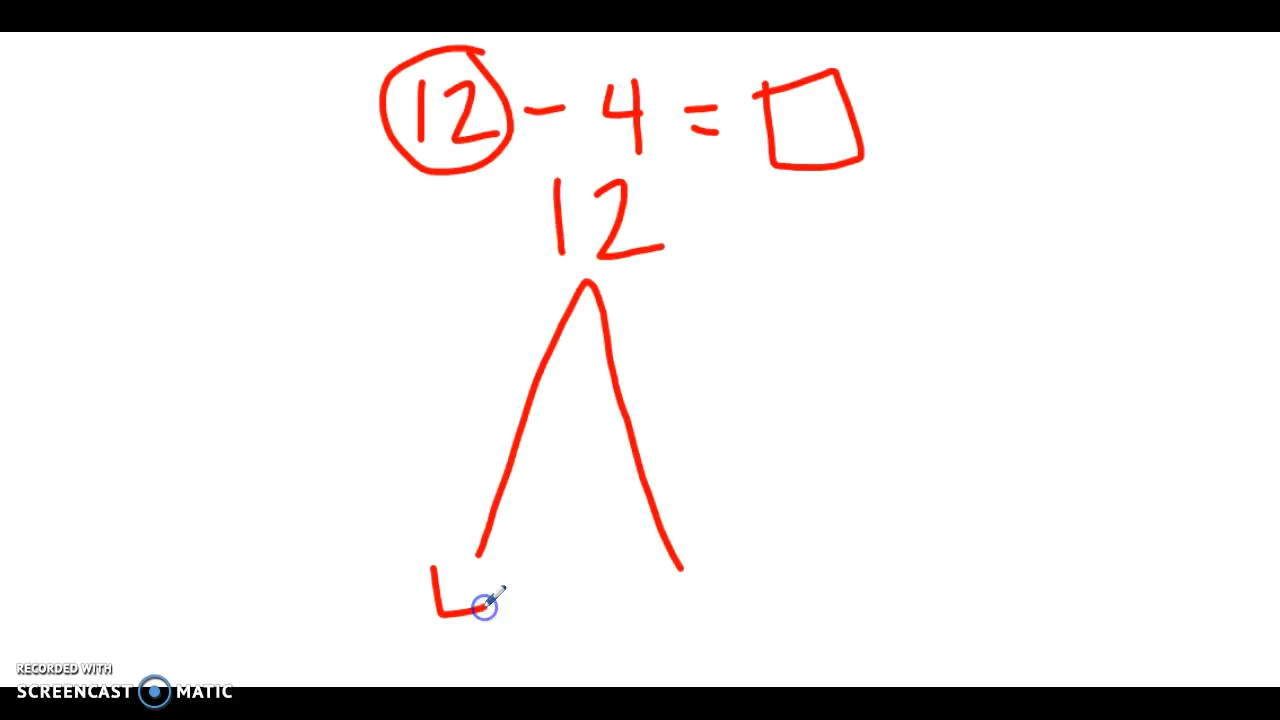 12 - 4 = □
12
RECORDED WITH
SCREENCAST MATIC